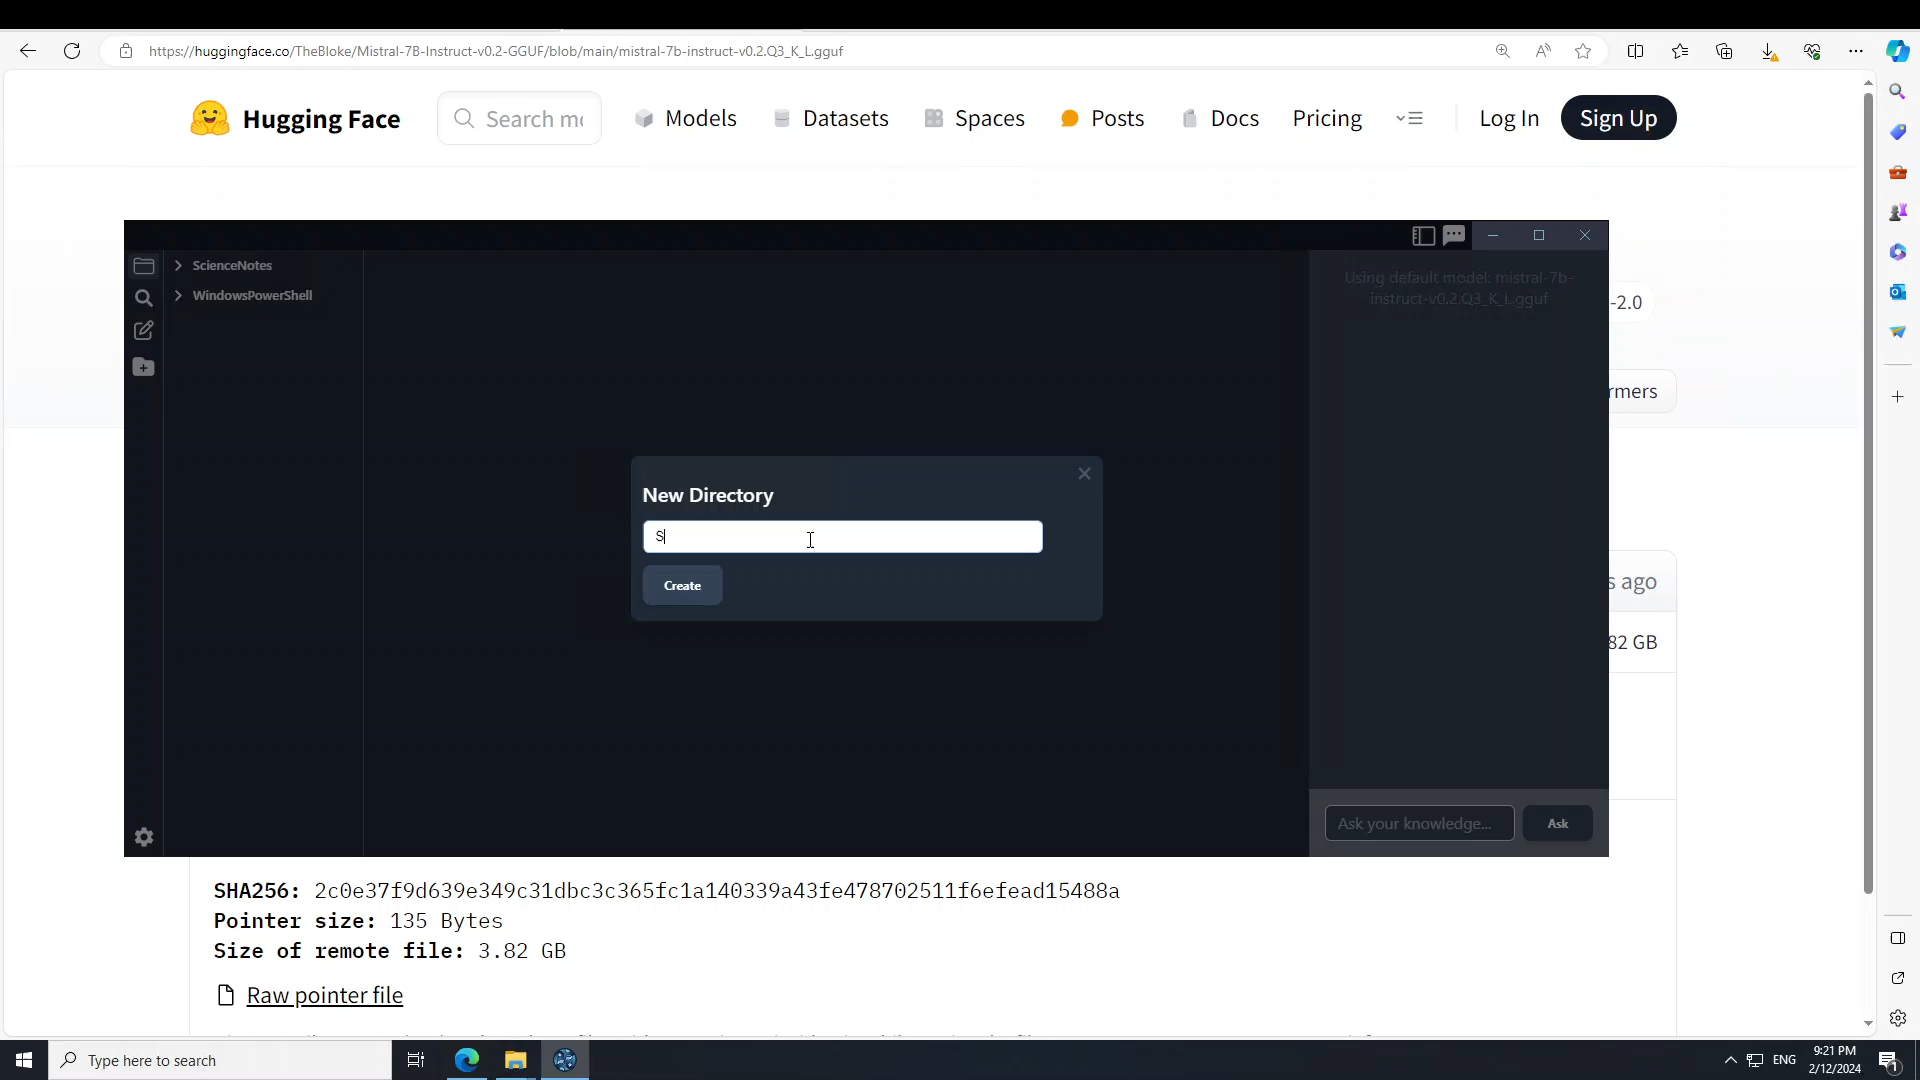 https://huggingface.co/TheBloke/Mistral-7B-Instruct-v0.2-GGUF/blob/main/mistral-7b-instruct-v0.2.Q3_K_L.gguf
Hugging Face
Search mo
Models
Datasets
Spaces
Posts
Docs
Pricing
Log In
Sign Up
ScienceNotes
WindowsPowerShell
Using default model: mistral-7b-
instruct-v0.2.Q3_K_L.gguf
-2.0
rmers
New Directory
S
Create
s ago
82 GB
Ask your knowledge...
Ask
SHA256: 2c0e37f9d639e349c31dbc3c365fc1a140339a43fe478702511f6efead15488a
Pointer size: 135 Bytes
Size of remote file: 3.82 GB
Raw pointer file
Type here to search
ENG
9:21 PM
2/12/2024
1